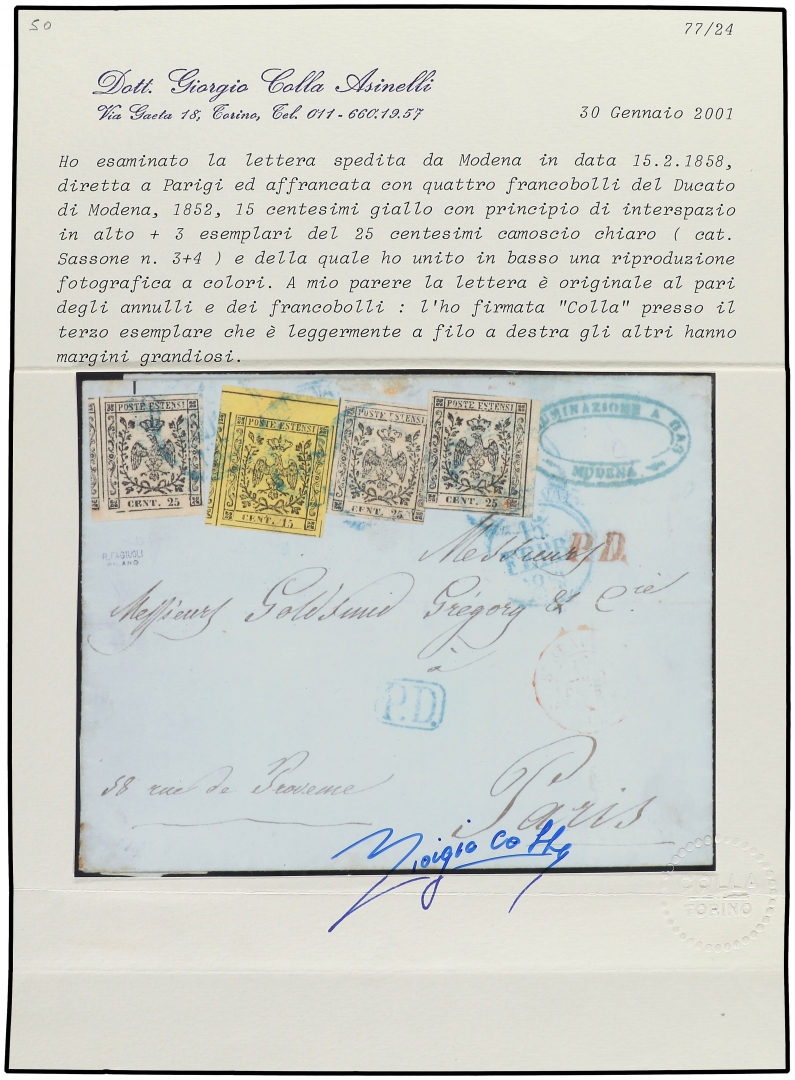 50
77/24
Dott. Giorgio Colla Asinelli
Via Gaeta 18, Torino, Tel. 011-660.19.57
30 Gennaio 2001
Ho esaminato la lettera spedita da Modena in data 15.2.1858,
diretta a Parigi ed affrancata con quattro francobolli del Ducato
di Modena, 1852, 15 centesimi giallo con principio di interspazio
in alto + 3 esemplari del 25 centesimi camoscio chiaro ( cat.
Sassone n. 3+4 ) e della quale ho unito in basso una riproduzione
fotografica a colori. A mio parere la lettera è originale al pari
degli annulli e dei francobolli : l'ho firmata "Colla" presso il
terzo esemplare che è leggermente a filo a destra gli altri hanno
margini grandiosi.
POSTE ESTENSI
CENT. 25
POSTE ESTENSI
CENT. 15
POSTE ESTENSI
CENT. 25
POSTE ESTENSI
CENT. 25
MODENA
P.D.
Messieurs
Messieurs Goldsmid Grégory & Cie
à
P.D.
58 rue de Provence
Paris
Giorgio Colla
COLLA
TORINO